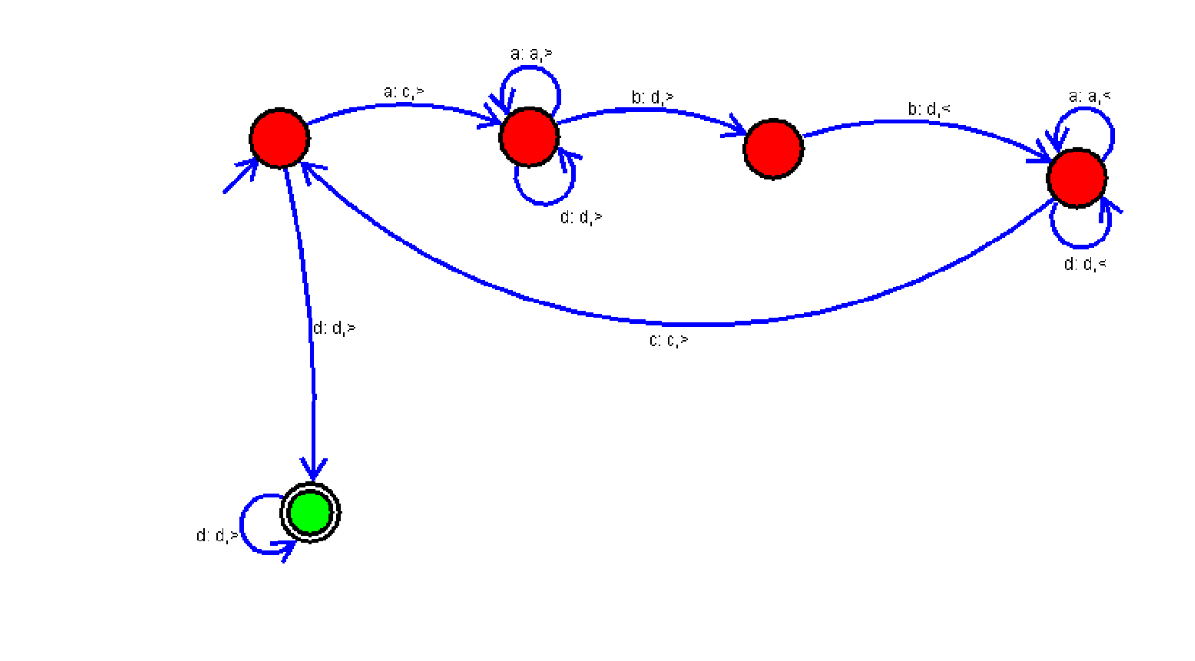 a: a,>
a: c,>
b: d,>
b: d,<
a: a,<
d: d,>
d: d,<
d: d,>
c: c,>
d: d,>